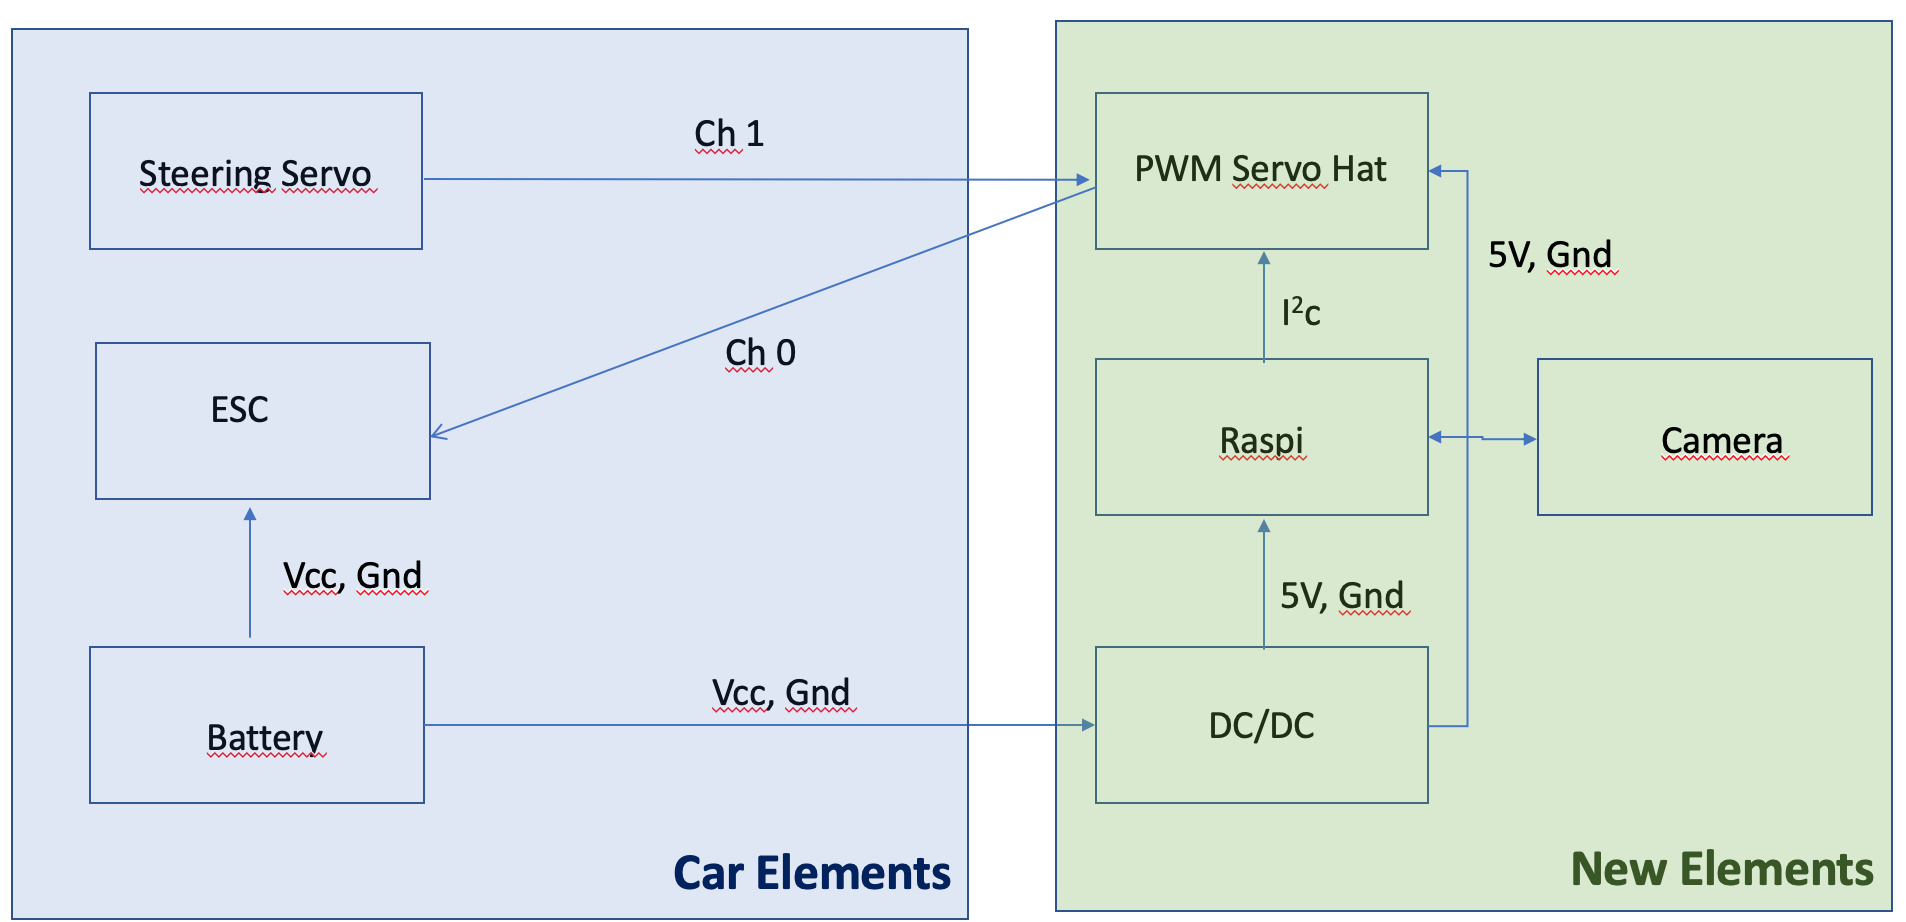 Steering Servo
Ch 1
PWM Servo Hat
5V, Gnd
I²c
Ch 0
ESC
Raspi
Camera
Vcc, Gnd
5V, Gnd
Vcc, Gnd
Battery
DC/DC
Car Elements
New Elements